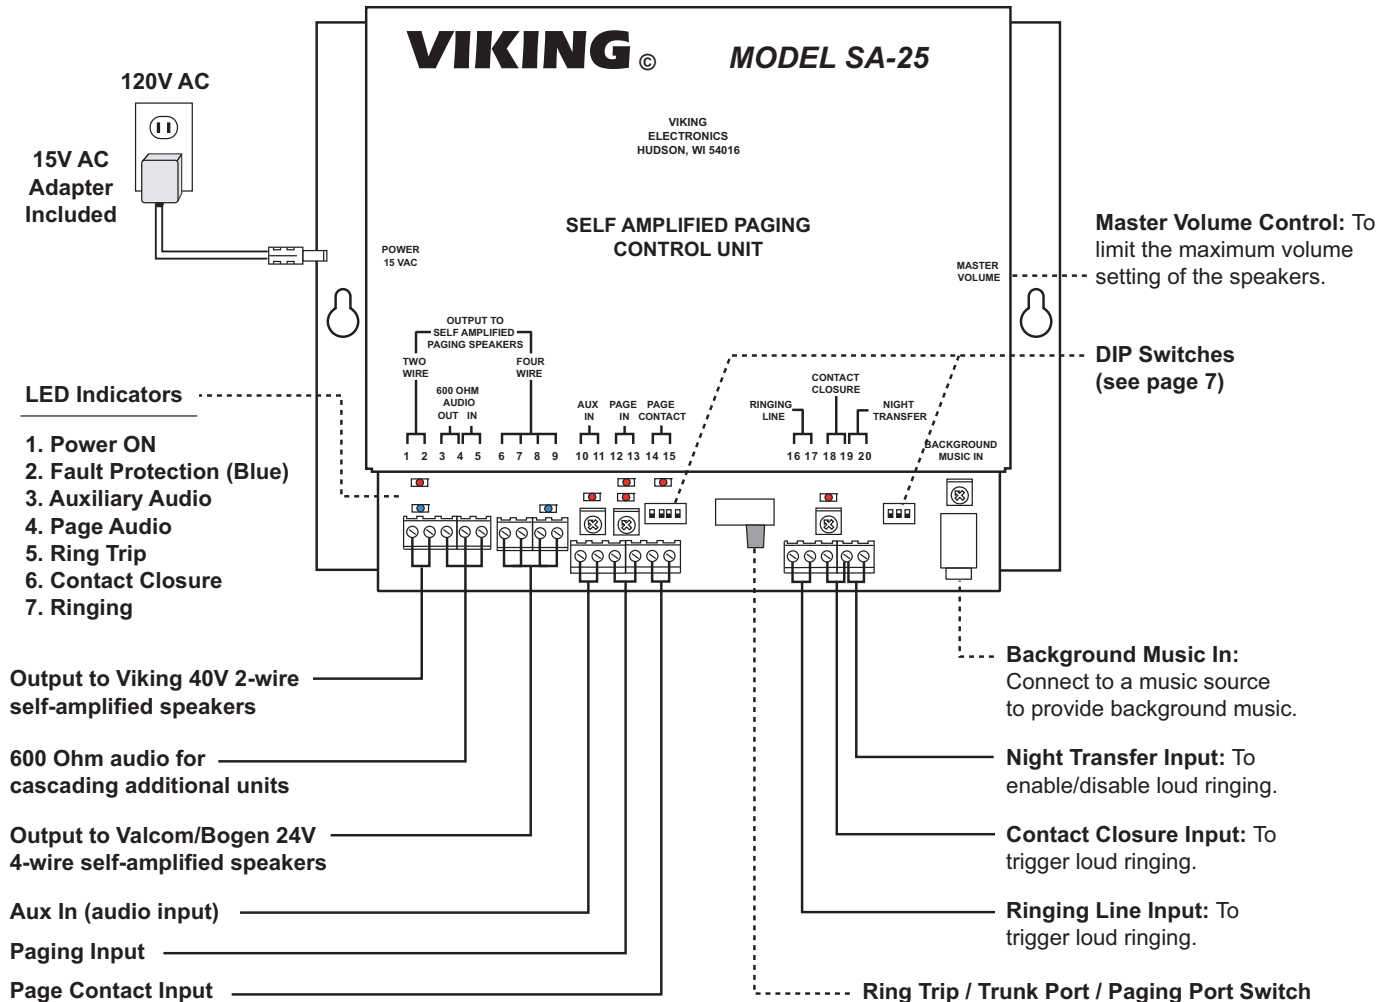 VIKING ©
MODEL SA-25
120V AC
15V AC
Adapter
Included
VIKING
ELECTRONICS
HUDSON, WI 54016
SELF AMPLIFIED PAGING
CONTROL UNIT
POWER
15 VAC
MASTER
VOLUME
Master Volume Control: To
limit the maximum volume
setting of the speakers.
OUTPUT TO
SELF AMPLIFIED
PAGING SPEAKERS
TWO
WIRE
FOUR
WIRE
600 OHM
AUDIO
OUT IN
AUX
IN
PAGE
IN
PAGE
CONTACT
RINGING
LINE
CONTACT
CLOSURE
NIGHT
TRANSFER
BACKGROUND
MUSIC IN
1 2 3 4 5 6 7 8 9 10 11 12 13 14 15 16 17 18 19 20
DIP Switches
(see page 7)
LED Indicators
1. Power ON
2. Fault Protection (Blue)
3. Auxiliary Audio
4. Page Audio
5. Ring Trip
6. Contact Closure
7. Ringing
Output to Viking 40V 2-wire
self-amplified speakers
600 Ohm audio for
cascading additional units
Output to Valcom/Bogen 24V
4-wire self-amplified speakers
Aux In (audio input)
Paging Input
Page Contact Input
Background Music In:
Connect to a music source
to provide background music.
Night Transfer Input: To
enable/disable loud ringing.
Contact Closure Input: To
trigger loud ringing.
Ringing Line Input: To
trigger loud ringing.
Ring Trip / Trunk Port / Paging Port Switch